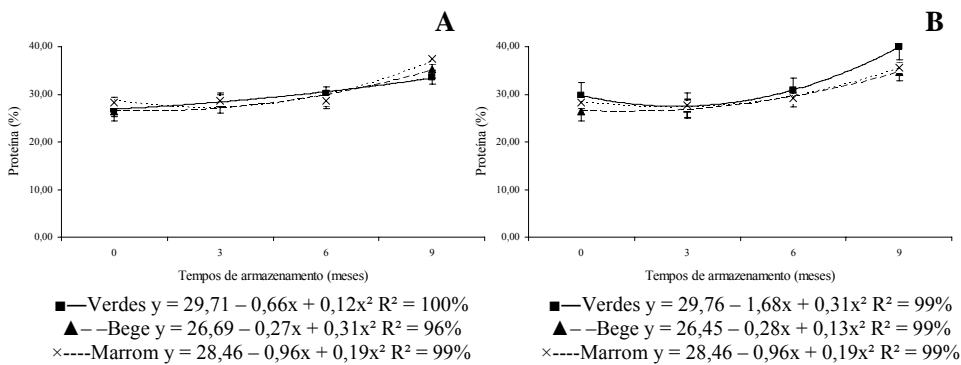 A
40,00
30,00
20,00
10,00
0,00
Proteína (%)
0 3 6 9
Tempos de armazenamento (meses)
Verdes y = 29,71 – 0,66x + 0,12x² R² = 100%
– –Bege y = 26,69 – 0,27x + 0,31x² R² = 96%
×----Marrom y = 28,46 – 0,96x + 0,19x² R² = 99%
B
40,00
30,00
20,00
10,00
0,00
Proteína (%)
0 3 6 9
Tempos de armazenamento (meses)
Verdes y = 29,76 – 1,68x + 0,31x² R² = 99%
– –Bege y = 26,45 – 0,28x + 0,13x² R² = 99%
×----Marrom y = 28,46 – 0,96x + 0,19x² R² = 99%